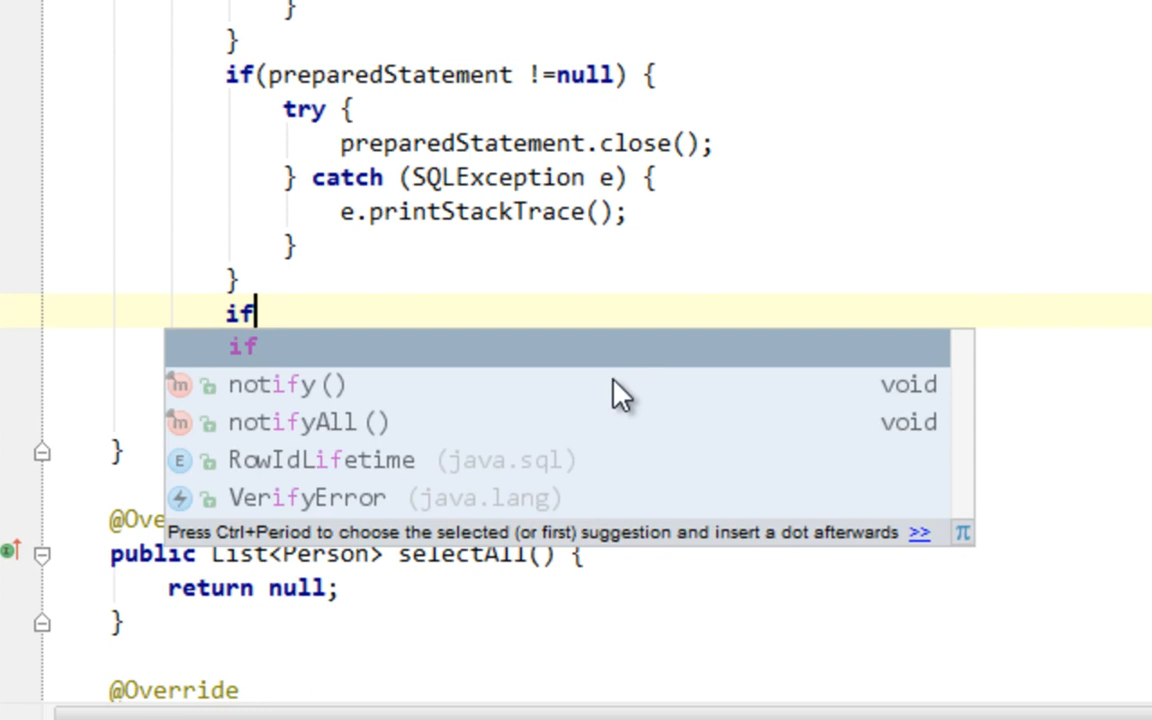 }
}
if(preparedStatement !=null) {
try {
preparedStatement.close();
} catch (SQLException e) {
e.printStackTrace();
}
}
if
if
notify() void
notifyAll() void
RowIdLifetime (java.sql)
VerifyError (java.lang)
Press Ctrl+Period to choose the selected (or first) suggestion and insert a dot afterwards >> π
}
@Ove
public List<Person> selectAll() {
return null;
}
@Override